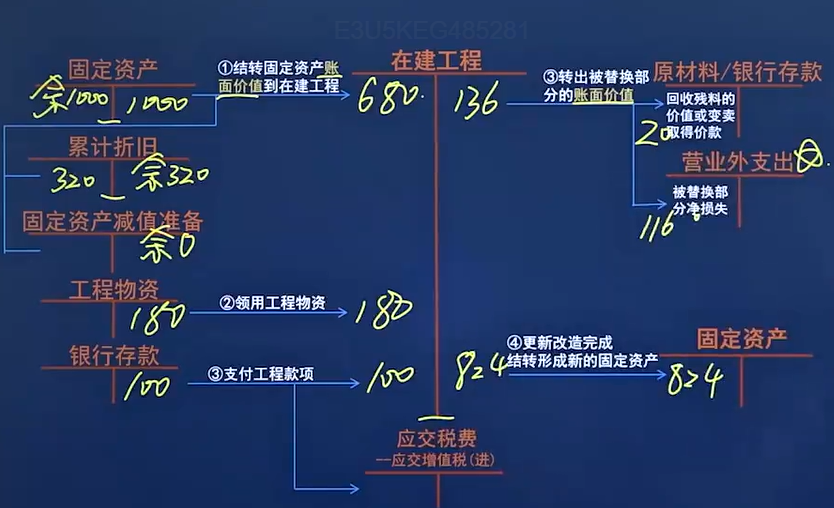 E3U5KEG485281
固定资产
余1000 1000
①结转固定资产账
面价值到在建工程
在建工程
680
136
③转出被替换部
分的账面价值
原材料/银行存款
回收残料的
价值或变卖
取得价款
20
累计折旧
320 余320
营业外支出
被替换部
分净损失
116
固定资产减值准备
余0
工程物资
180
②领用工程物资
180
银行存款
100
③支付工程款项
100
824
④更新改造完成
结转形成新的固定资产
固定资产
824
应交税费
--应交增值税(进)